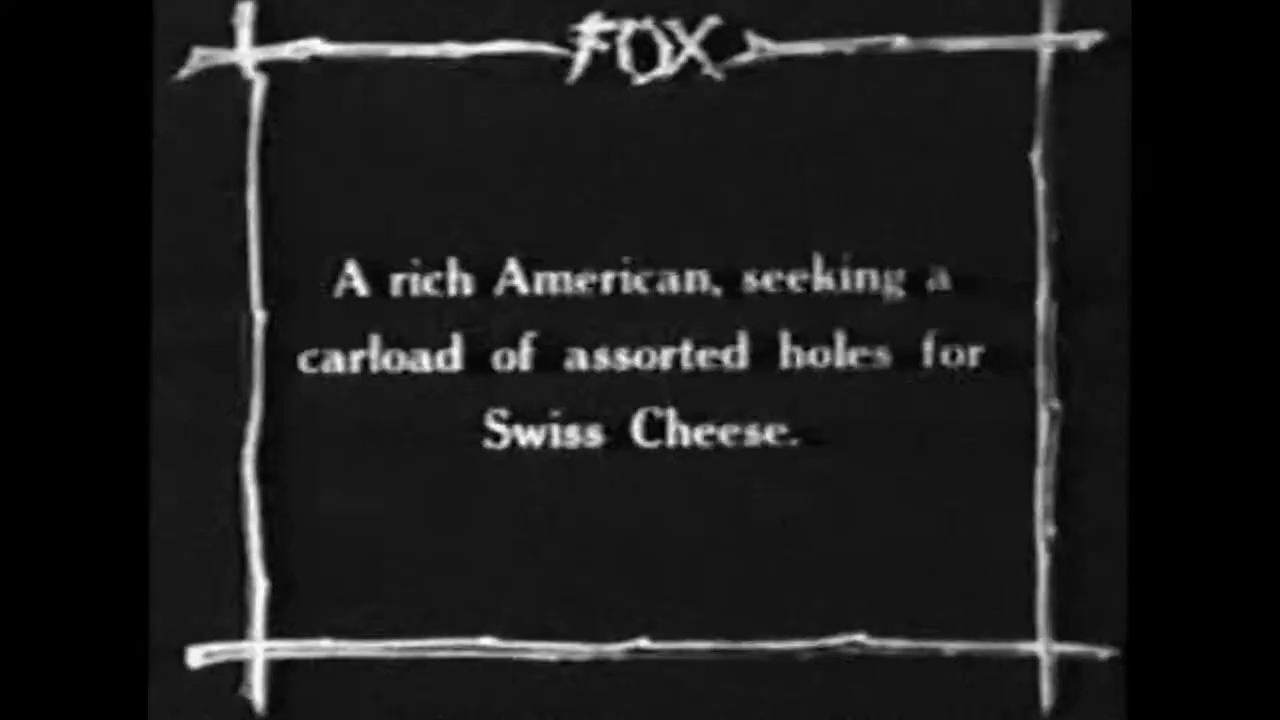 FOX
A rich American, seeking a
carload of assorted holes for
Swiss Cheese.